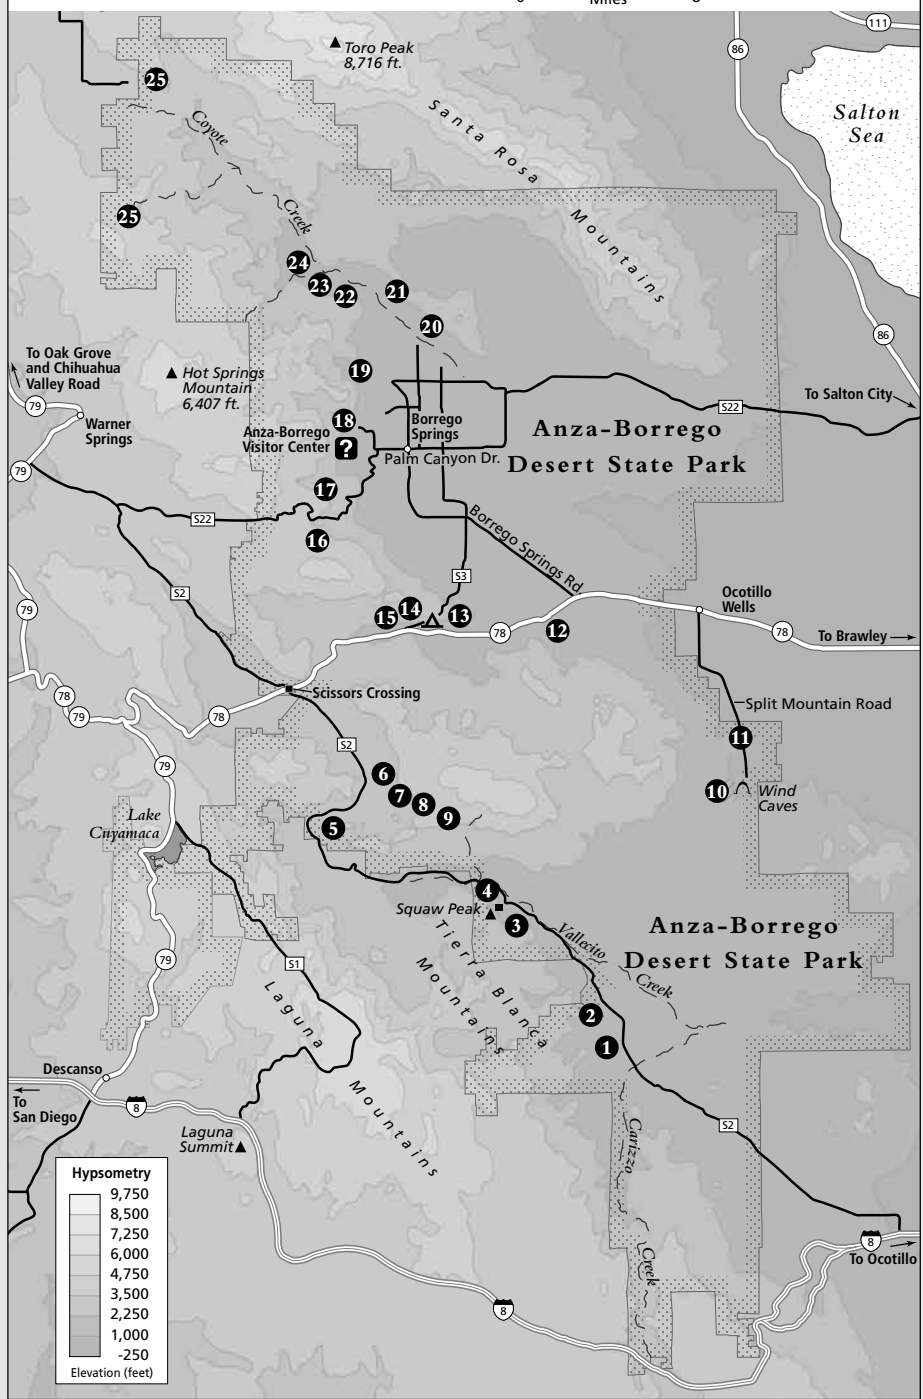 Miles
111
86
Toro Peak
8,716 ft.
Salton
Sea
25
Coyote
Santa Rosa
Mountains
25
Creek
24
23
22
21
20
86
To Oak Grove
and Chihuahua
Valley Road
79
Warner
Springs
79
Hot Springs
Mountain
6,407 ft.
19
To Salton City
S22
18
Anza-Borrego
Visitor Center
?
Borrego
Springs
Palm Canyon Dr.
Anza-Borrego
Desert State Park
17
S22
16
Borrego Springs Rd.
S2
S3
79
Ocotillo
Wells
15
14
13
78
12
78
To Brawley
Scissors Crossing
78
79
78
Split Mountain Road
S2
11
79
6
7
8
9
10
Wind
Caves
Lake
Cuyamaca
5
4
Squaw Peak
3
Vallecito
Creek
Anza-Borrego
Desert State Park
Tierra Blanca
Mountains
79
S1
Laguna
Mountains
2
1
Descanso
To
San Diego
8
Laguna
Summit
S2
Carizzo
Creek
Hypsometry
9,750
8,500
7,250
6,000
4,750
3,500
2,250
1,000
-250
Elevation (feet)
8
To Ocotillo
8